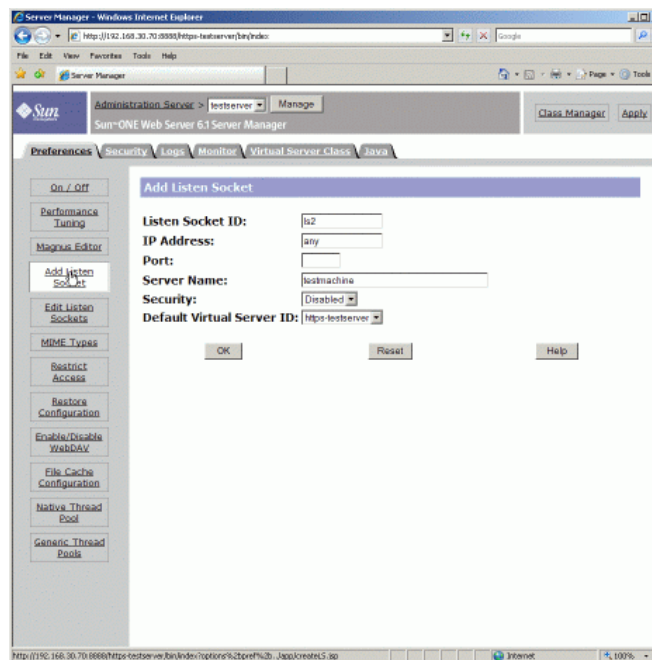 Server Manager - Windows Internet Explorer
http://192.168.30.70:8888/https-testserver/bin/index
Google
File Edit View Favorites Tools Help
Server Manager
Page Tools
Sun
Administration Server > testserver Manage
Sun ONE Web Server 6.1 Server Manager
Class Manager Apply
Preferences Security Logs Monitor Virtual Server Class Java
On / Off
Performance
Tuning
Magnus Editor
Add Listen
Socket
Edit Listen
Sockets
MIME Types
Restrict
Access
Restore
Configuration
Enable/Disable
WebDAV
File Cache
Configuration
Native Thread
Pool
Generic Thread
Pools
Add Listen Socket
Listen Socket ID: ls2
IP Address: any
Port:
Server Name: testmachine
Security: Disabled
Default Virtual Server ID: https-testserver
OK Reset Help
Internet 100%